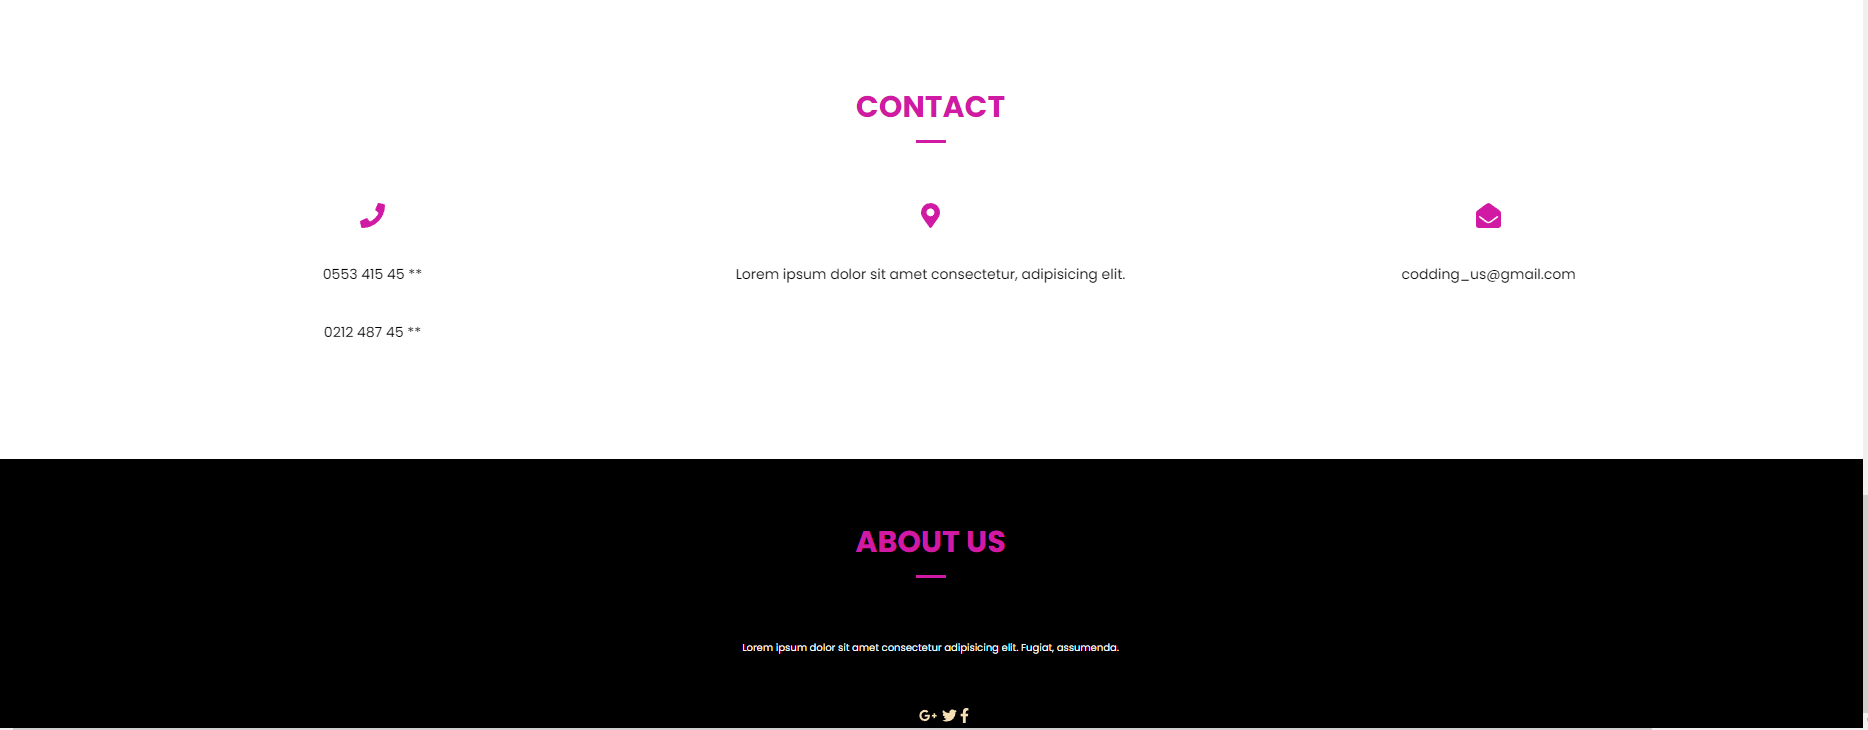 CONTACT
0553 415 45 **
Lorem ipsum dolor sit amet consectetur, adipisicing elit.
codding_us@gmail.com
0212 487 45 **
ABOUT US
Lorem ipsum dolor sit amet consectetur adipisicing elit. Fugiat, assumenda.